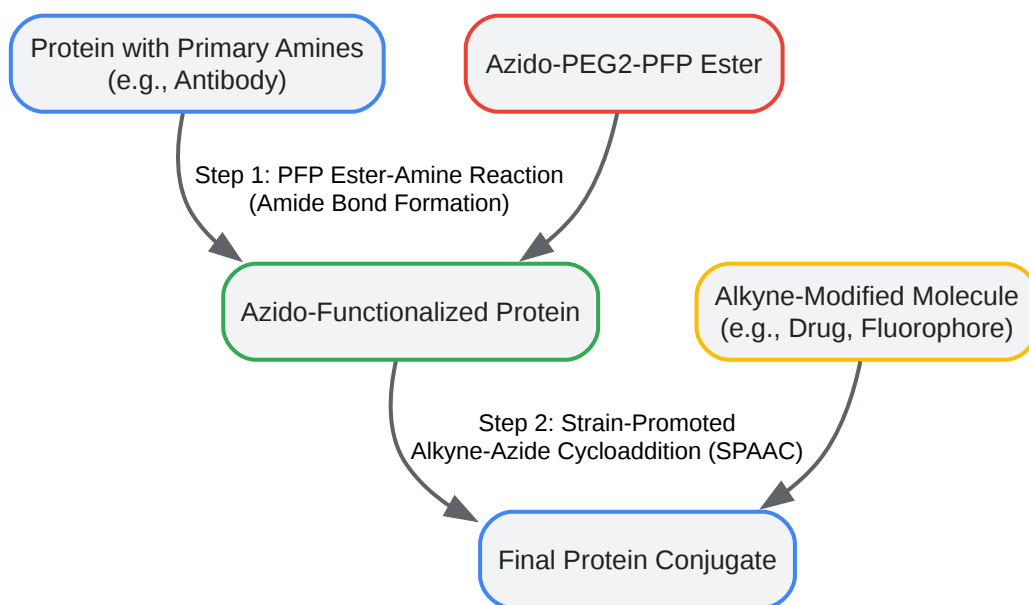 Protein with Primary Amines
(e.g., Antibody)
Azido-PEG2-PFP Ester
Step 1: PFP Ester-Amine Reaction
(Amide Bond Formation)
Azido-Functionalized Protein
Alkyne-Modified Molecule
(e.g., Drug, Fluorophore)
Step 2: Strain-Promoted
Alkyne-Azide Cycloaddition (SPAAC)
Final Protein Conjugate